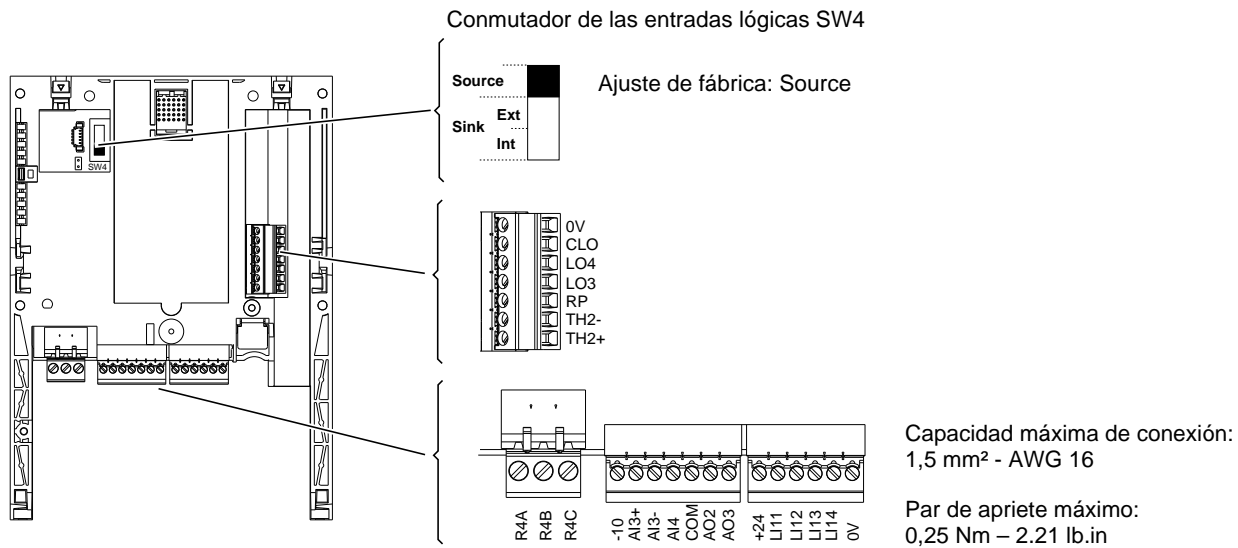 Conmutador de las entradas lógicas SW4
Source
Ajuste de fábrica: Source
Ext
Sink
Int
SW4
0V
CLO
LO4
LO3
RP
TH2-
TH2+
Capacidad máxima de conexión:
1,5 mm² - AWG 16
Par de apriete máximo:
0,25 Nm – 2.21 lb.in
R4A
R4B
R4C
-10
AI3+
AI3-
AI4
COM
AO2
AO3
+24
LI11
LI12
LI13
LI14
0V